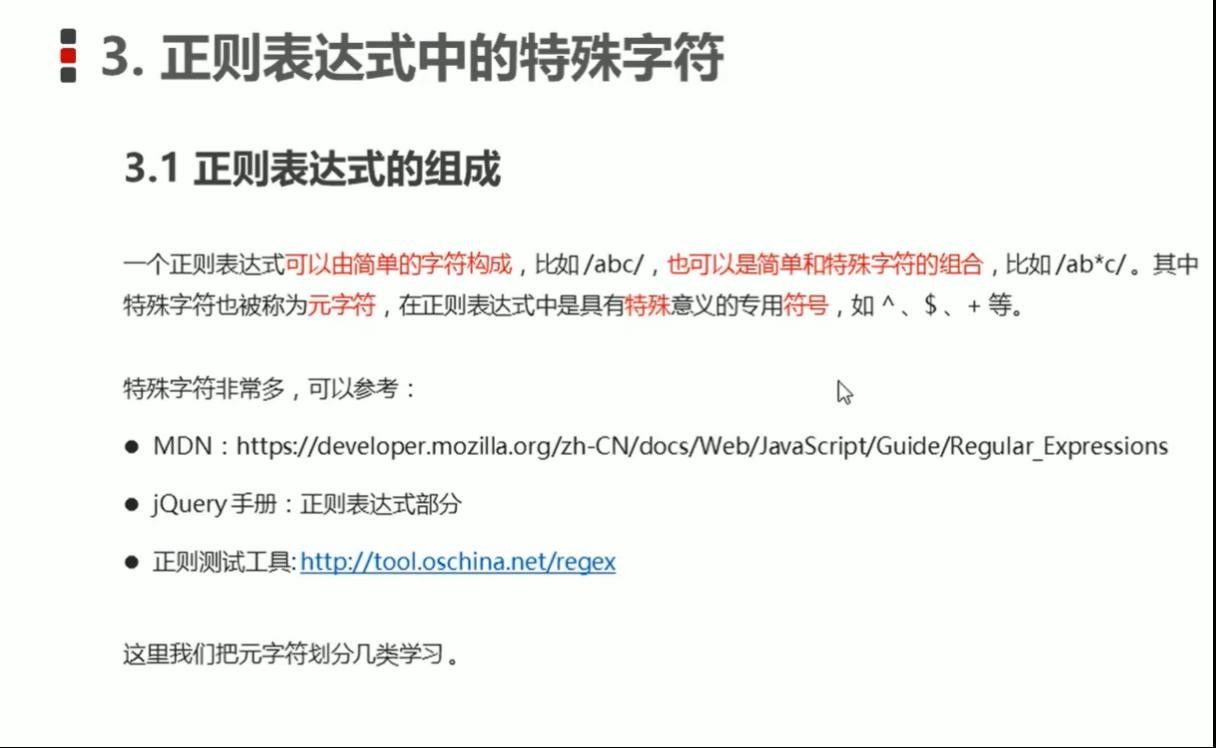 3. 正则表达式中的特殊字符
3.1 正则表达式的组成
一个正则表达式可以由简单的字符构成，比如 /abc/，也可以是简单和特殊字符的组合，比如 /ab*c/ 。其中
特殊字符也被称为元字符，在正则表达式中是具有特殊意义的专用符号，如 ^ 、$ 、+ 等。
特殊字符非常多，可以参考：
● MDN：https://developer.mozilla.org/zh-CN/docs/Web/JavaScript/Guide/Regular_Expressions
● jQuery 手册：正则表达式部分
● 正则测试工具: http://tool.oschina.net/regex
这里我们把元字符划分几类学习 。